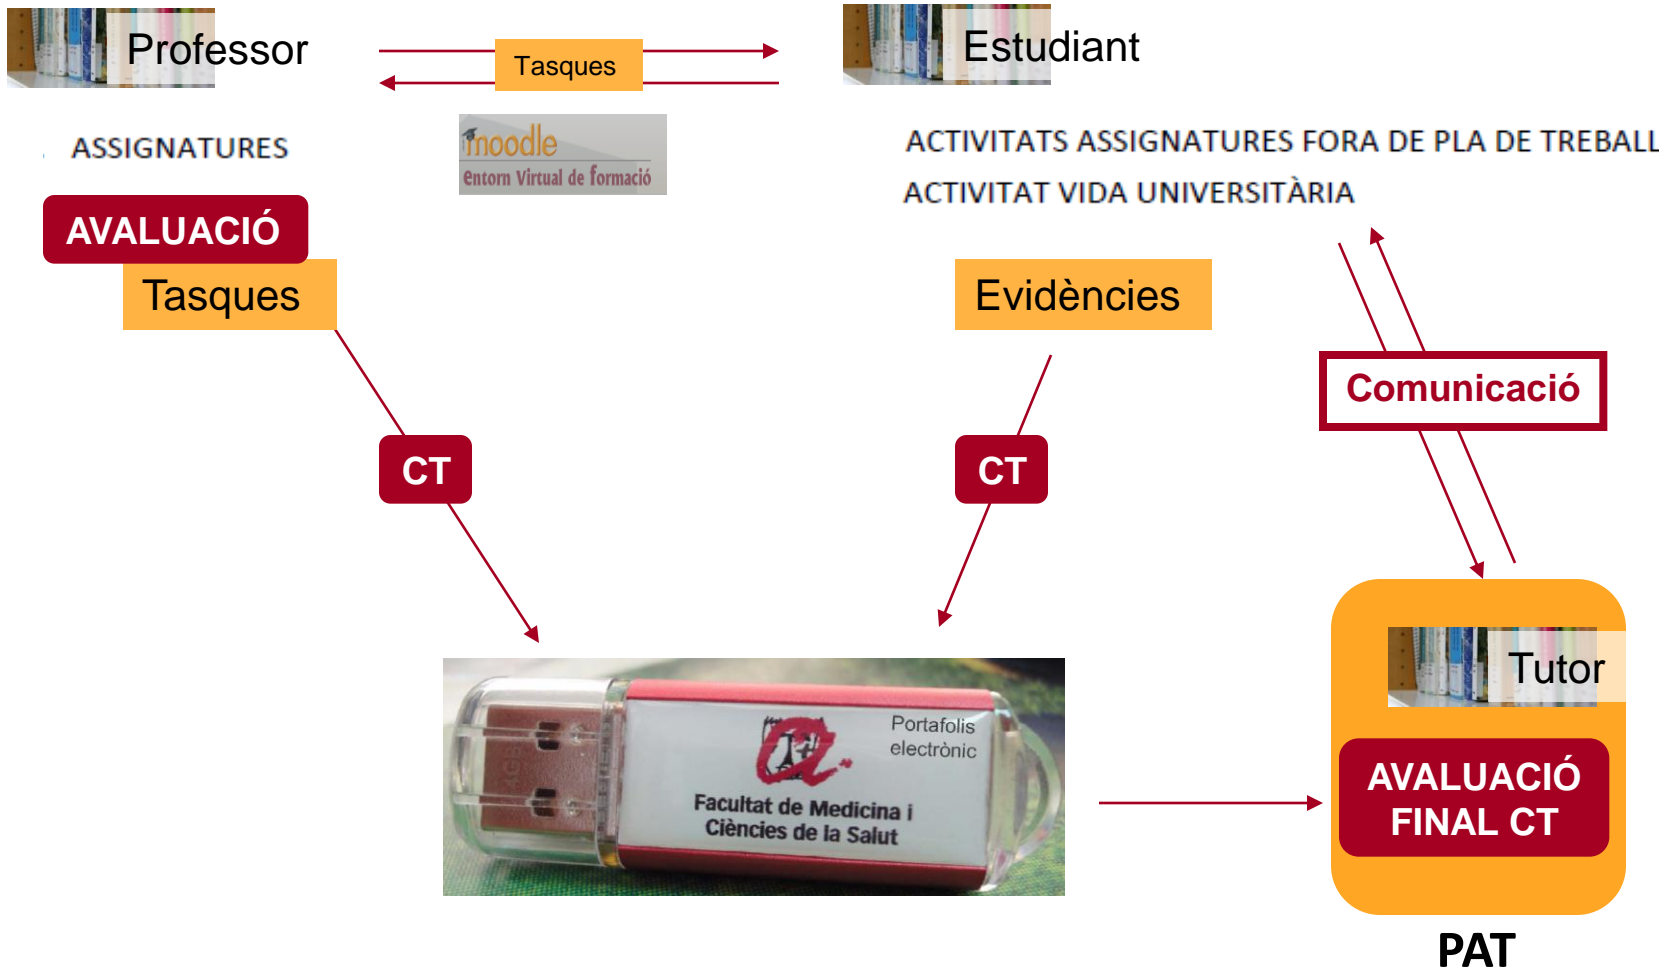 Professor
Tasques
Estudiant
moodle
entorn Virtual de formació
ASSIGNATURES
ACTIVITATS ASSIGNATURES FORA DE PLA DE TREBALL
ACTIVITAT VIDA UNIVERSITÀRIA
AVALUACIÓ
Tasques
Evidències
Comunicació
CT
CT
Portafolis
electrònic
Facultat de Medicina i
Ciències de la Salut
Tutor
AVALUACIÓ
FINAL CT
PAT